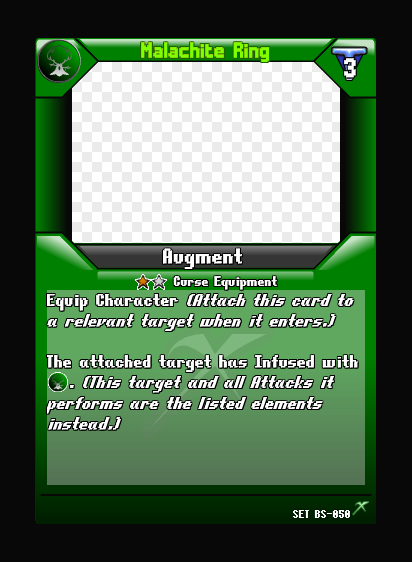 Malachite Ring
3
Augment
Curse Equipment
Equip Character (Attach this card to
a relevant target when it enters.)
The attached target has Infused with
. (This target and all Attacks it
performs are the listed elements
instead.)
SET BS-050